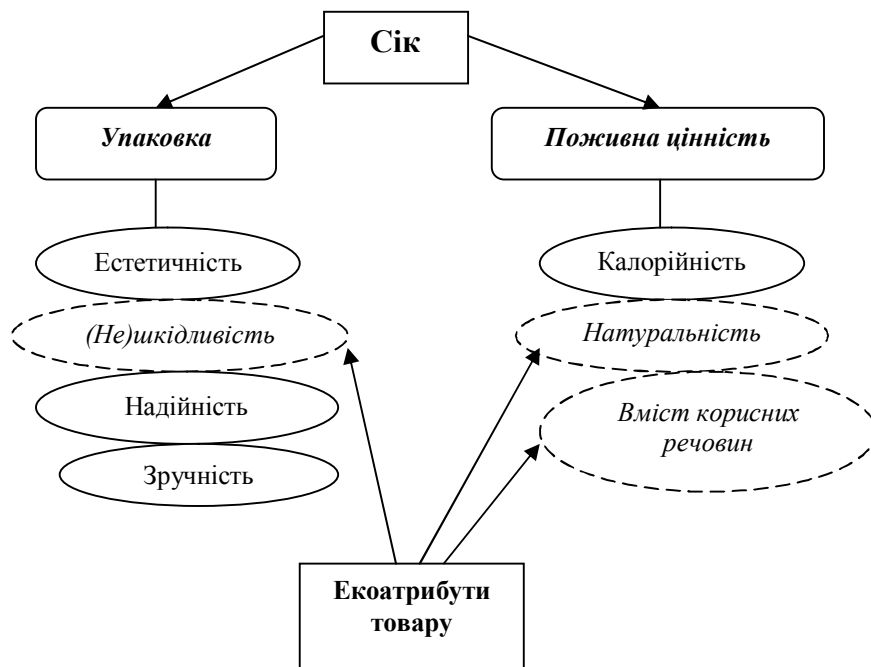 Сік
Упаковка
Поживна цінність
Естетичність
Калорійність
(Не)шкідливість
Натуральність
Надійність
Вміст корисних
речовин
Зручність
Екоатрибути
товару